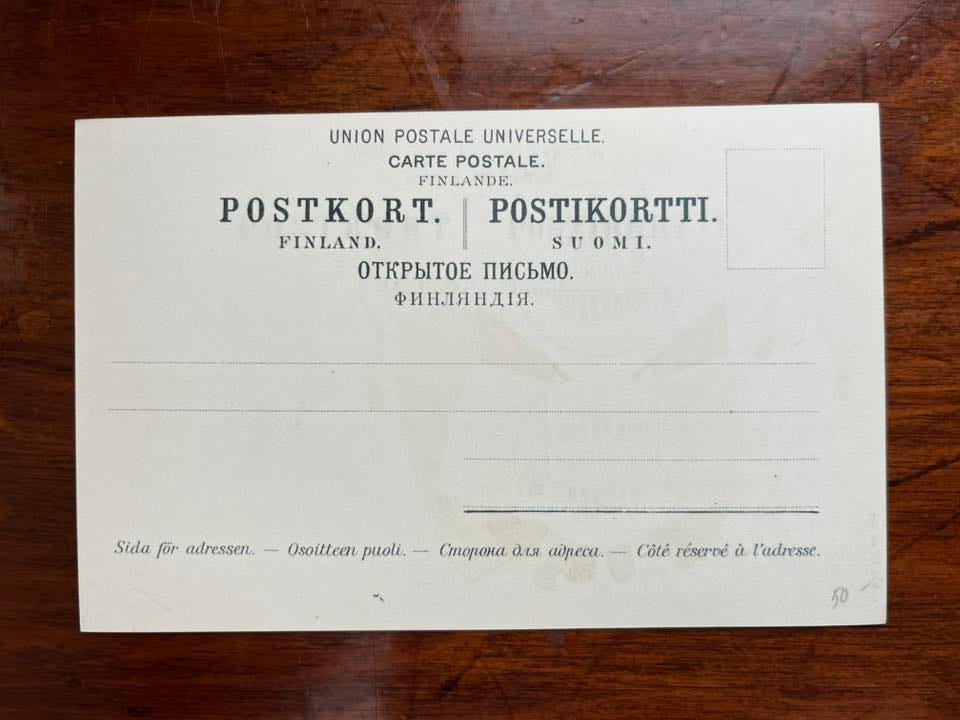 UNION POSTALE UNIVERSELLE.
CARTE POSTALE.
FINLANDE.
POSTKORT. POSTIKORTTI.
FINLAND. SUOMI.
ОТКРЫТОЕ ПИСЬМО.
ФИНЛЯНДІЯ.
Sida för adressen. — Osoitteen puoli. — Сторона для адреса. — Côté réservé à l'adresse.
50